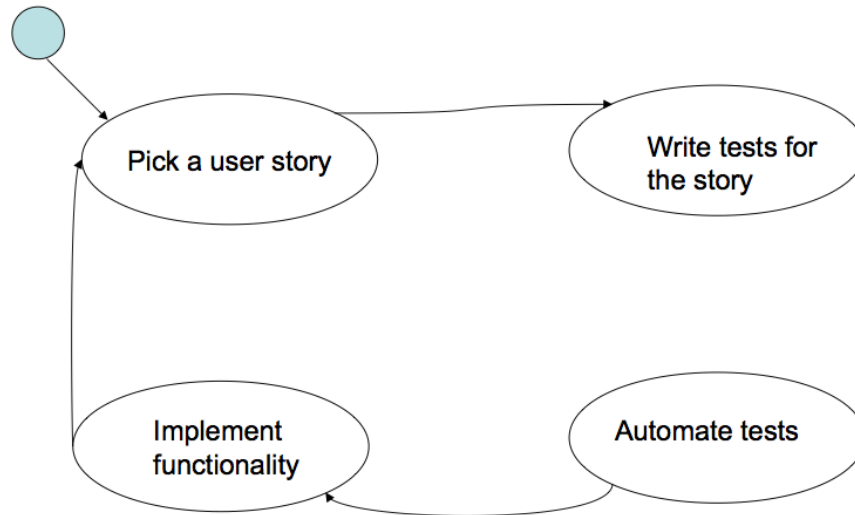 Pick a user story
Write tests for
the story
Implement
functionality
Automate tests